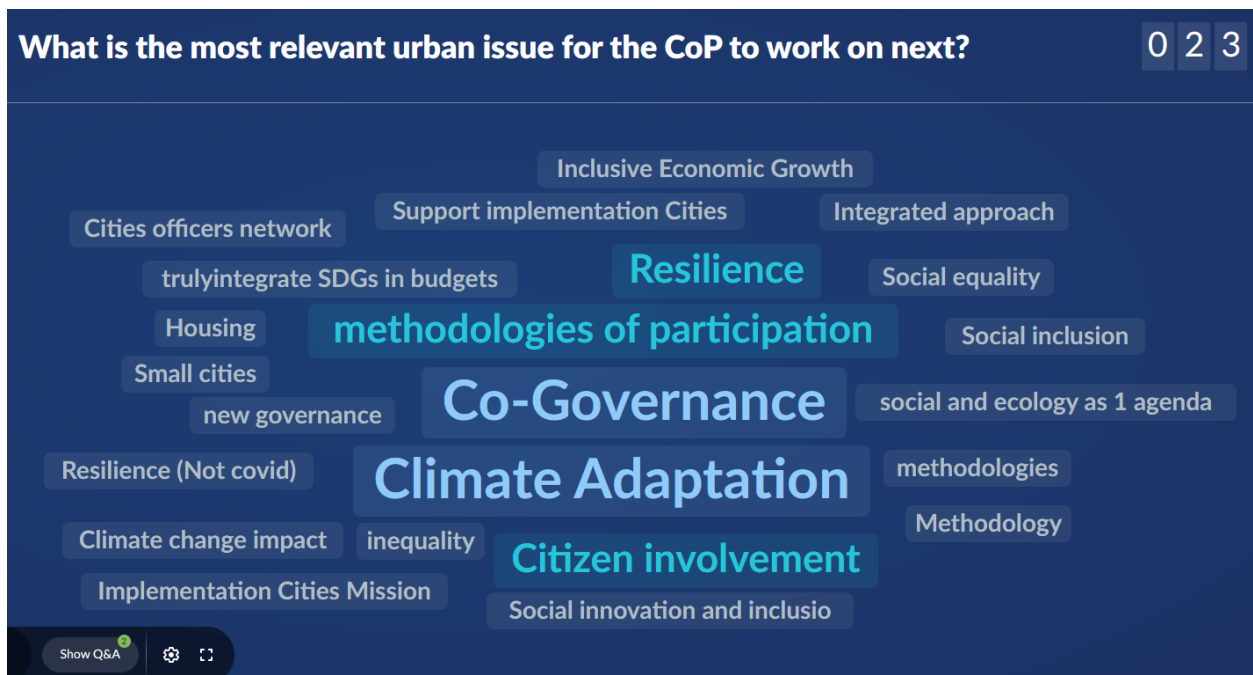 What is the most relevant urban issue for the CoP to work on next?
0 2 3
Inclusive Economic Growth
Support implementation Cities
Integrated approach
Cities officers network
Resilience
Social equality
trulyintegrate SDGs in budgets
Housing
methodologies of participation
Social inclusion
Small cities
Co-Governance
social and ecology as 1 agenda
new governance
Resilience (Not covid)
Climate Adaptation
methodologies
Methodology
Climate change impact
inequality
Citizen involvement
Implementation Cities Mission
Social innovation and inclusio
Show Q&A
2